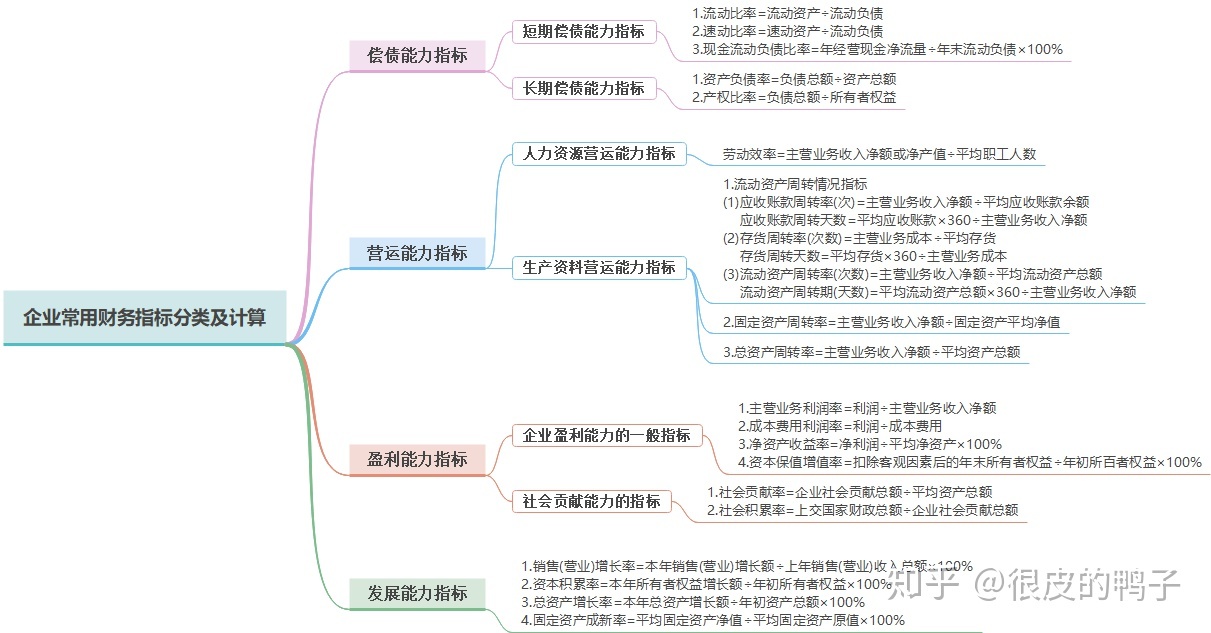 企业常用财务指标分类及计算
偿债能力指标
短期偿债能力指标
1.流动比率=流动资产÷流动负债
2.速动比率=速动资产÷流动负债
3.现金流动负债比率=年经营现金净流量÷年末流动负债×100%
长期偿债能力指标
1.资产负债率=负债总额÷资产总额
2.产权比率=负债总额÷所有者权益
营运能力指标
人力资源营运能力指标
劳动效率=主营业务收入净额或净产值÷平均职工人数
生产资料营运能力指标
1.流动资产周转情况指标
(1)应收账款周转率(次)=主营业务收入净额÷平均应收账款余额
应收账款周转天数=平均应收账款×360÷主营业务收入净额
(2)存货周转率(次数)=主营业务成本÷平均存货
存货周转天数=平均存货×360÷主营业务成本
(3)流动资产周转率(次数)=主营业务收入净额÷平均流动资产总额
流动资产周转期(天数)=平均流动资产总额×360÷主营业务收入净额
2.固定资产周转率=主营业务收入净额÷固定资产平均净值
3.总资产周转率=主营业务收入净额÷平均资产总额
盈利能力指标
企业盈利能力的一般指标
1.主营业务利润率=利润÷主营业务收入净额
2.成本费用利润率=利润÷成本费用
3.净资产收益率=净利润÷平均净资产×100%
4.资本保值增值率=扣除客观因素后的年末所有者权益÷年初所百者权益×100%
社会贡献能力的指标
1.社会贡献率=企业社会贡献总额÷平均资产总额
2.社会积累率=上交国家财政总额÷企业社会贡献总额
发展能力指标
1.销售(营业)增长率=本年销售(营业)增长额÷上年销售(营业)收入总额×100%
2.资本积累率=本年所有者权益增长额÷年初所有者权益×100%
3.总资产增长率=本年总资产增长额÷年初资产总额×100%
4.固定资产成新率=平均固定资产净值÷平均固定资产原值×100%
知乎 @很皮的鸭子